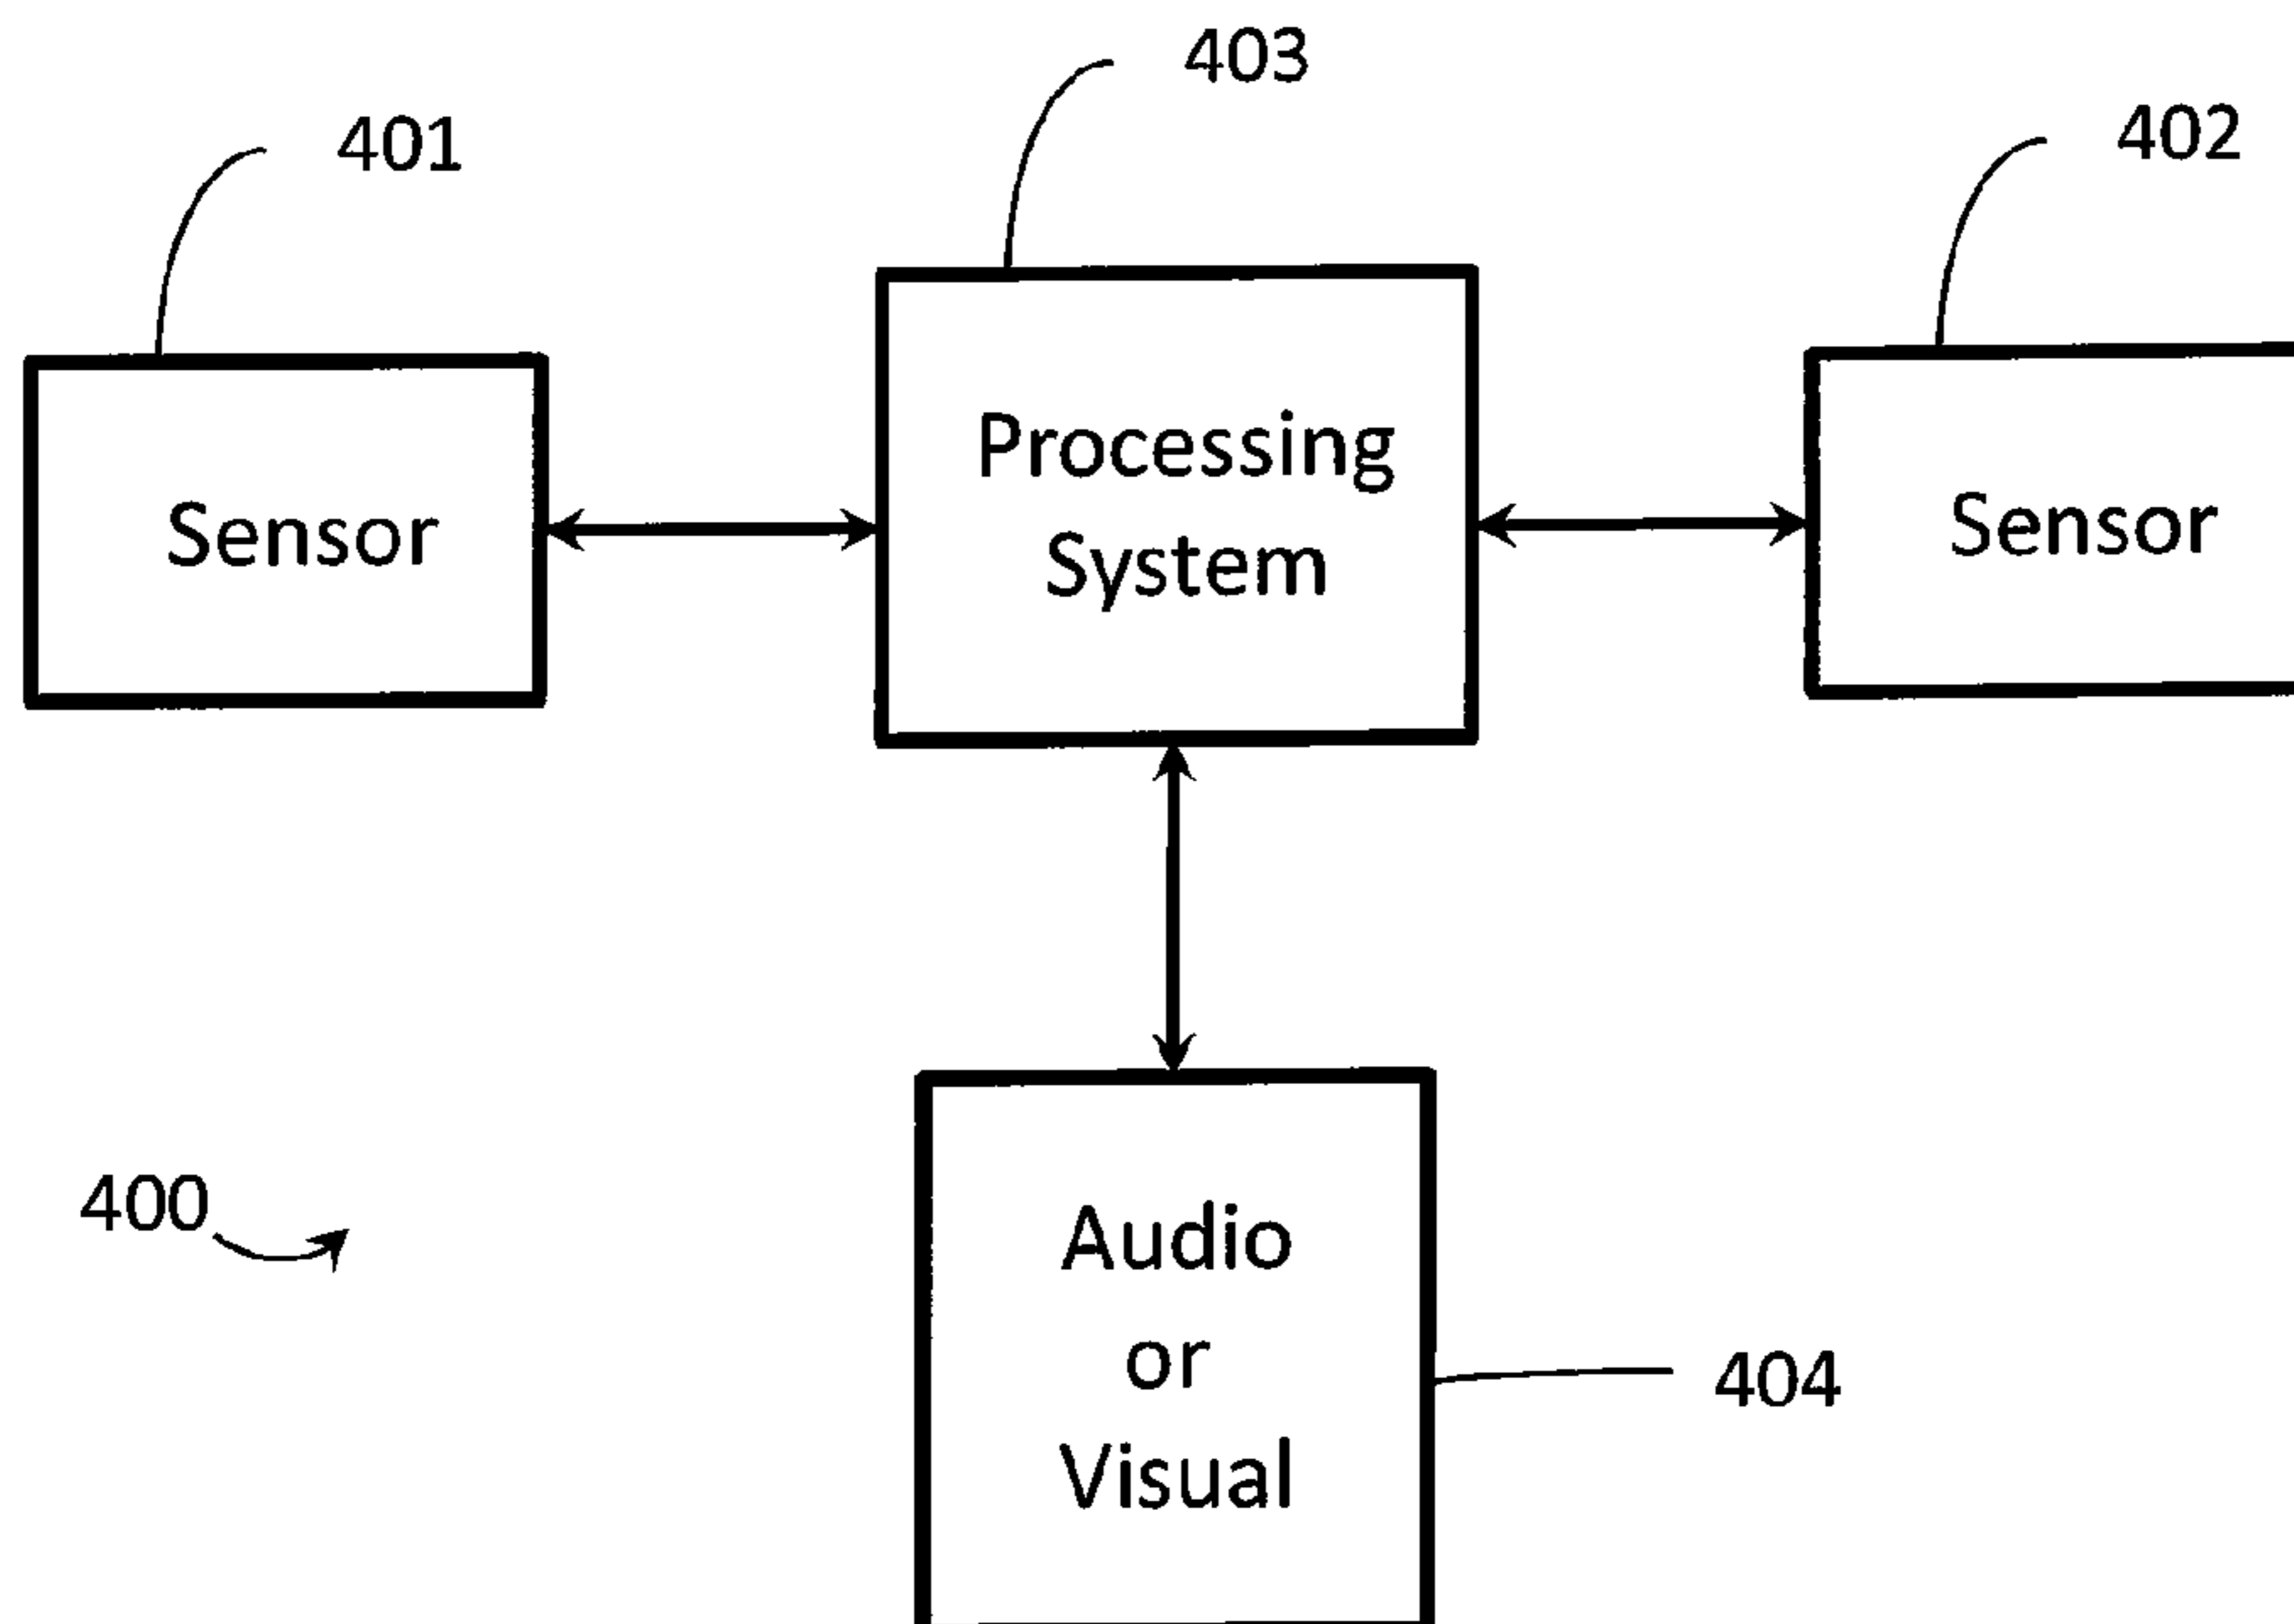 403
401
402
Processing
System
Sensor
Sensor
400
Audio
or
Visual
404